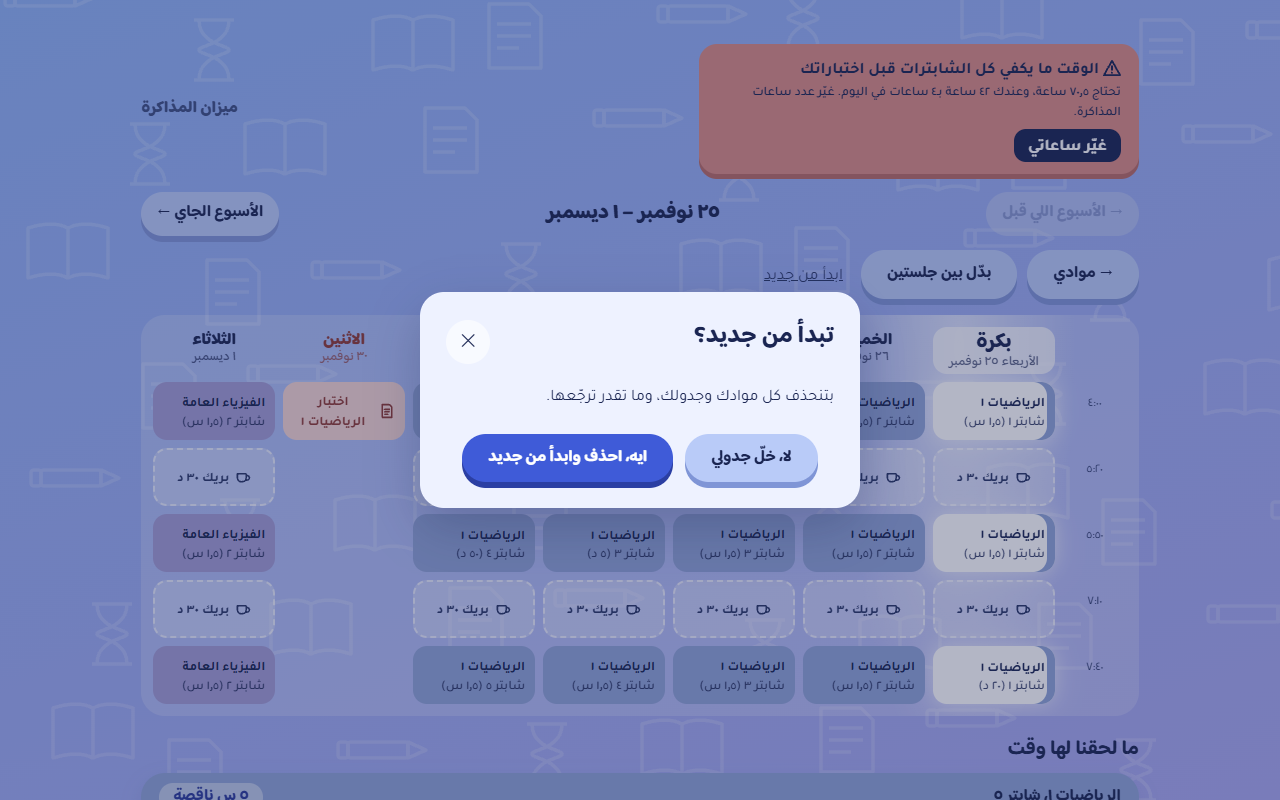 الوقت ما يكفي كل الشابترات قبل اختباراتك
تحتاج ٧٠٫٥ ساعة، وعندك ٤٢ ساعة بـ٤ ساعات في اليوم. غيّر عدد ساعات
المذاكرة.
غيّر ساعاتي
ميزان المذاكرة
→ الأسبوع اللي قبل
٢٥ نوفمبر – ١ ديسمبر
الأسبوع الجاي ←
→ موادي
بدّل بين جلستين
ابدأ من جديد
تبدأ من جديد؟
بتنحذف كل موادك وجدولك، وما تقدر ترجّعها.
لا، خلّ جدولي
ايه، احذف وابدأ من جديد
بكرة
الأربعاء ٢٥ نوفمبر
الاثنين
٣٠ نوفمبر
الثلاثاء
١ ديسمبر
٤:٠٠
الرياضيات ١
شابتر ١ (١٫٥ س)
الرياضيات ١
اختبار
الرياضيات ١
الفيزياء العامة
شابتر ٢ (١٫٥ س)
٥:٢٠
بريك ٣٠ د
بريك ٣٠ د
٥:٥٠
الرياضيات ١
شابتر ١ (١٫٥ س)
الرياضيات ١
شابتر ٢ (١٫٥ س)
الرياضيات ١
شابتر ٣ (١٫٥ س)
الرياضيات ١
شابتر ٣ (٥ د)
الرياضيات ١
شابتر ٤ (٥٠ د)
الفيزياء العامة
شابتر ٢ (١٫٥ س)
٧:١٠
بريك ٣٠ د
بريك ٣٠ د
بريك ٣٠ د
بريك ٣٠ د
بريك ٣٠ د
بريك ٣٠ د
٧:٤٠
الرياضيات ١
شابتر ١ (٢٠ د)
الرياضيات ١
شابتر ٢ (١٫٥ س)
الرياضيات ١
شابتر ٣ (١٫٥ س)
الرياضيات ١
شابتر ٤ (١٫٥ س)
الرياضيات ١
شابتر ٥ (١٫٥ س)
الفيزياء العامة
شابتر ٢ (١٫٥ س)
ما لحقنا لها وقت
الرياضيات ١، شابتر ٥
٥ س ناقصة